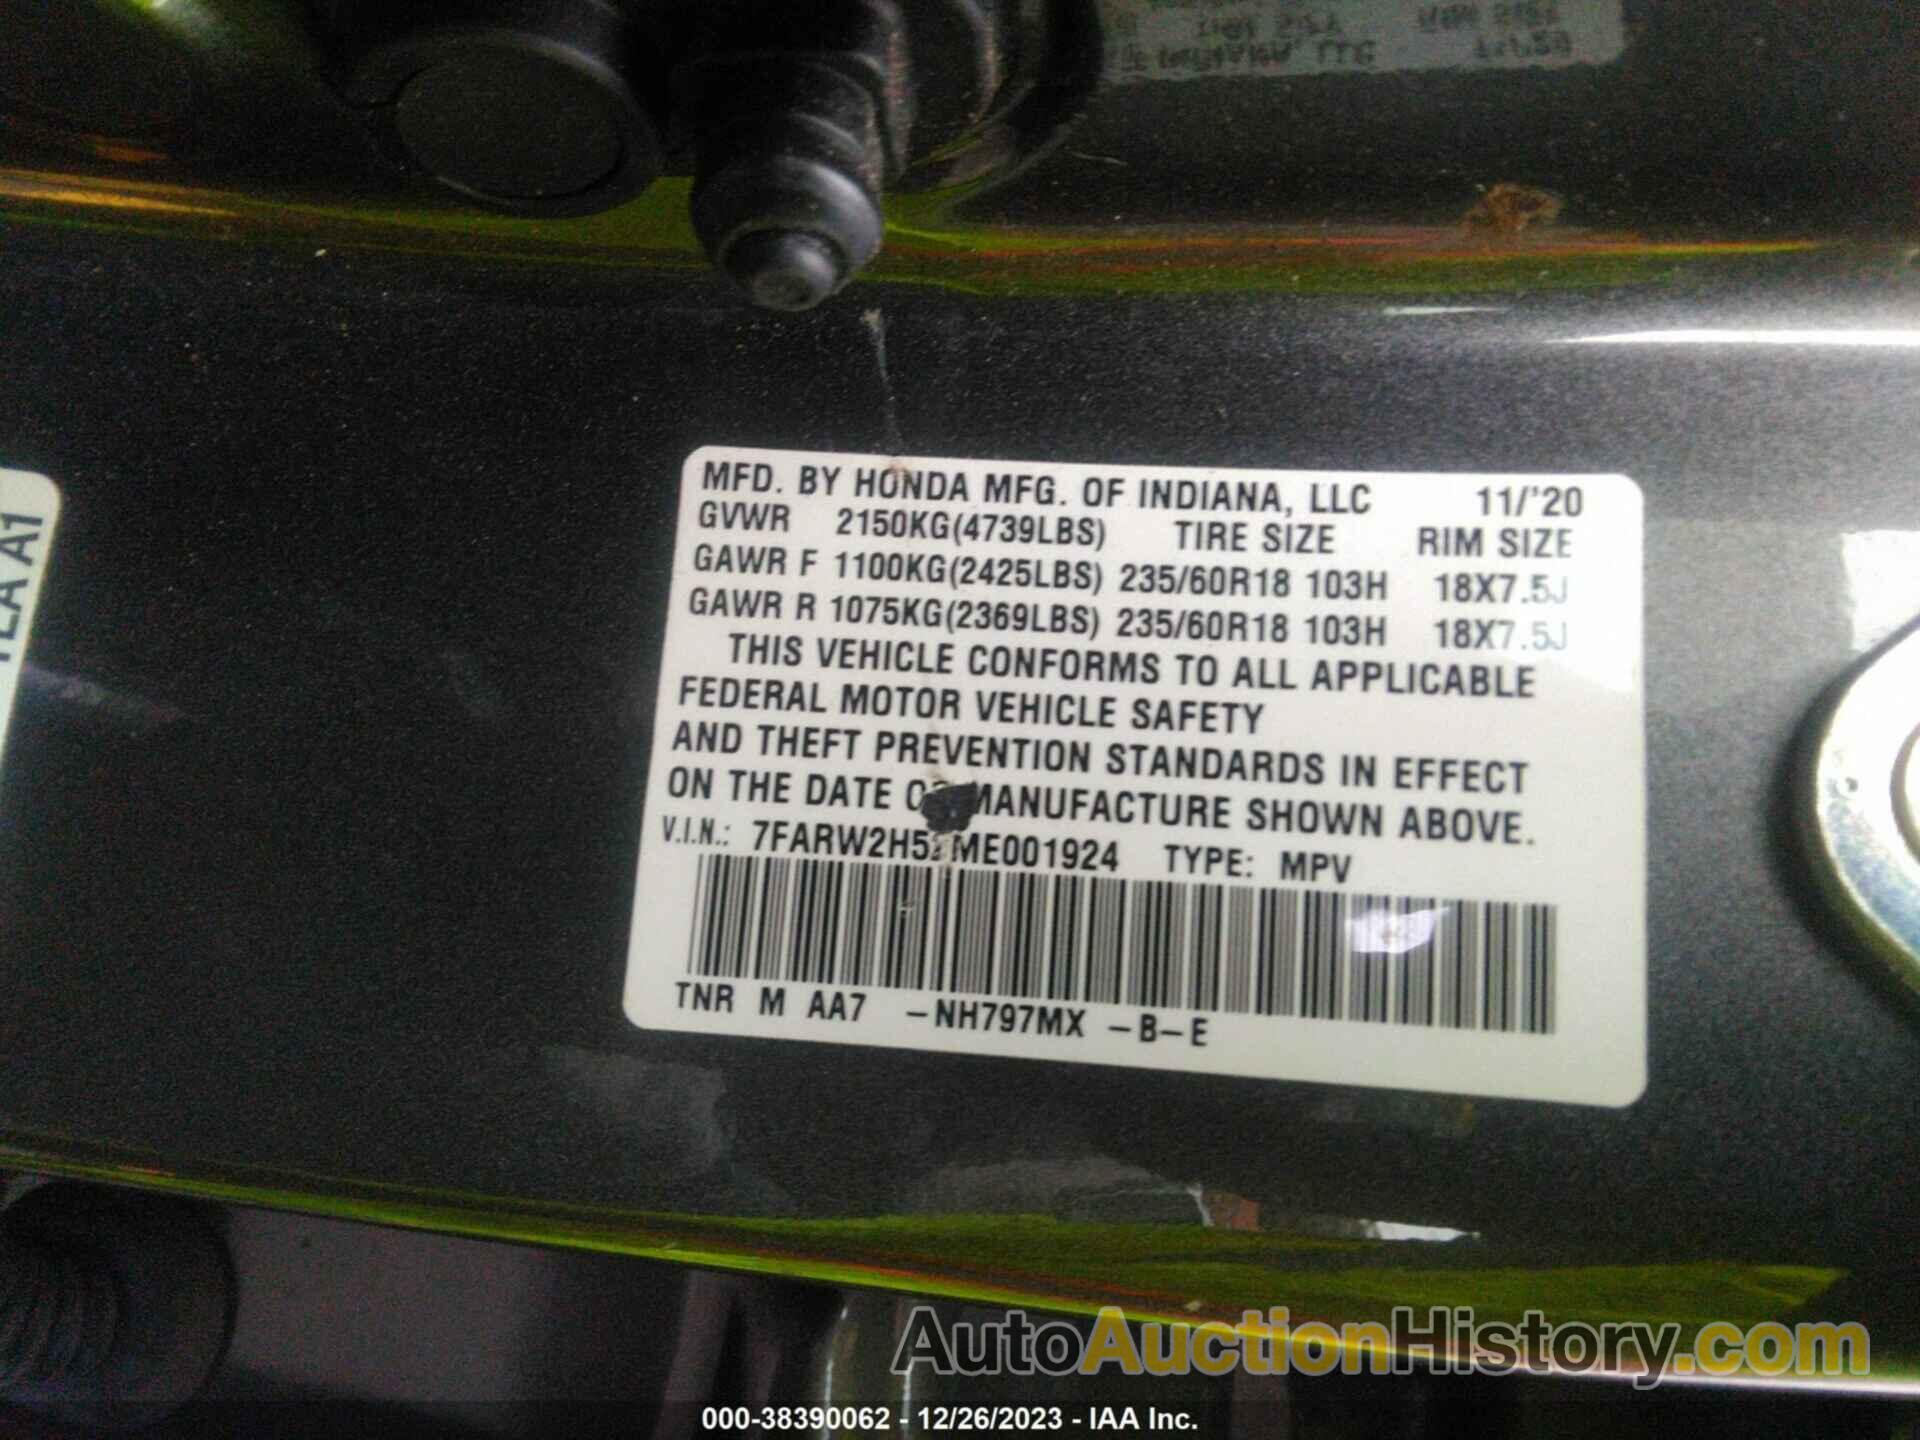 TLA A1
MFD. BY HONDA MFG. OF INDIANA, LLC 11/'20
GVWR 2150KG(4739LBS) TIRE SIZE RIM SIZE
GAWR F 1100KG(2425LBS) 235/60R18 103H 18X7.5J
GAWR R 1075KG(2369LBS) 235/60R18 103H 18X7.5J
THIS VEHICLE CONFORMS TO ALL APPLICABLE
FEDERAL MOTOR VEHICLE SAFETY
AND THEFT PREVENTION STANDARDS IN EFFECT
ON THE DATE MANUFACTURE SHOWN ABOVE.
V.I.N.: TYPE: MPV
TNR M AA7 -NH797MX -B-E
AutoAuctionHistory.com
000-38390062 - 12/26/2023 - IAA Inc.